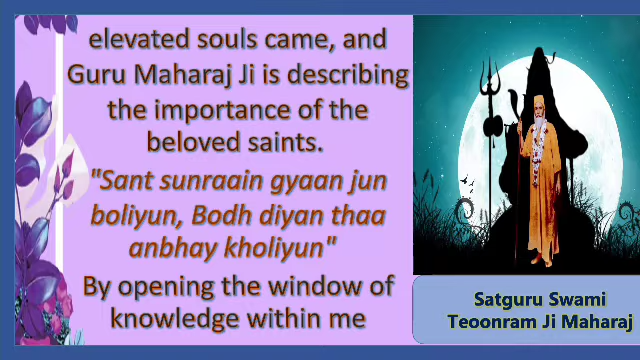 elevated souls came, and
Guru Maharaj Ji is describing
the importance of the
beloved saints.
"Sant sunraain gyaan jun
boliyun, Bodh diyan thaa
anbhay kholiyun"
By opening the window of
knowledge within me
Satguru Swami
Teoonram Ji Maharaj